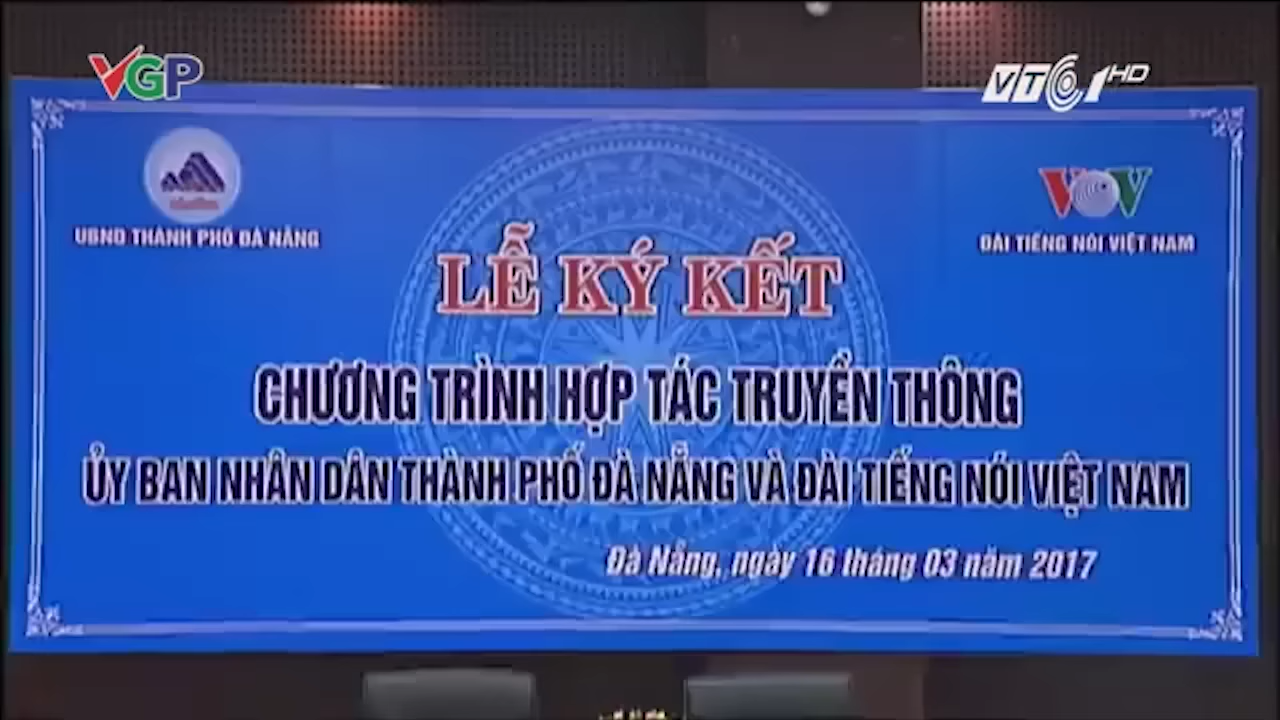 VGP
VTC1 HD
UBND THÀNH PHỐ ĐÀ NẴNG
VOV
ĐÀI TIẾNG NÓI VIỆT NAM
LỄ KÝ KẾT
CHƯƠNG TRÌNH HỢP TÁC TRUYỀN THÔNG
ỦY BAN NHÂN DÂN THÀNH PHỐ ĐÀ NẴNG VÀ ĐÀI TIẾNG NÓI VIỆT NAM
Đà Nẵng, ngày 16 tháng 03 năm 2017